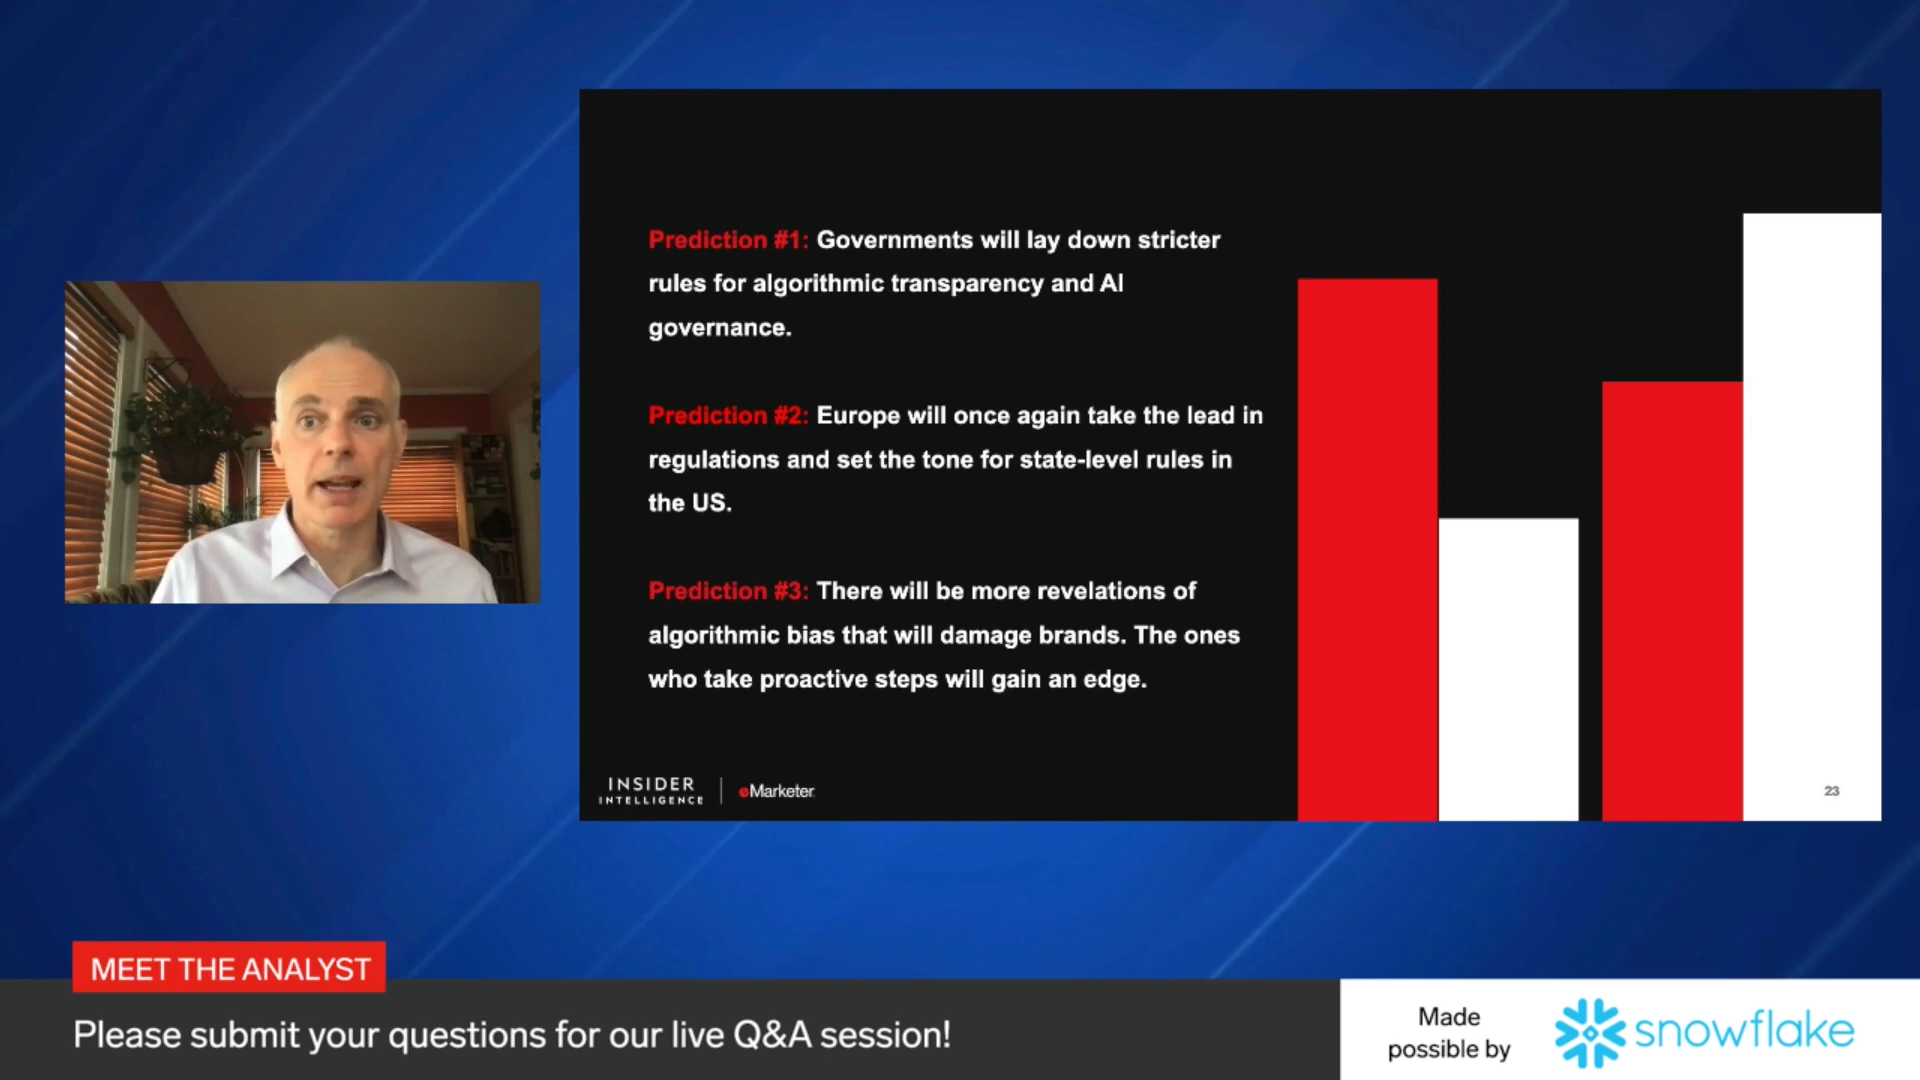 Prediction #1: Governments will lay down stricter
rules for algorithmic transparency and AI
governance.
Prediction #2: Europe will once again take the lead in
regulations and set the tone for state-level rules in
the US.
Prediction #3: There will be more revelations of
algorithmic bias that will damage brands. The ones
who take proactive steps will gain an edge.
INSIDER
INTELLIGENCE
eMarketer
23
MEET THE ANALYST
Please submit your questions for our live Q&A session!
Made
possible by
snowflake